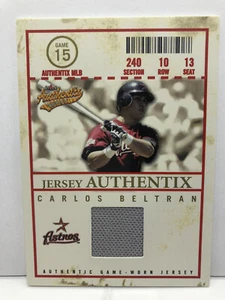 GAME
15
AUTHENTIX MLB
240 10 13
SECTION ROW SEAT
Authentix
JERSEY AUTHENTIX
CARLOS BELTRAN
Astros
AUTHENTIC GAME-WORN JERSEY